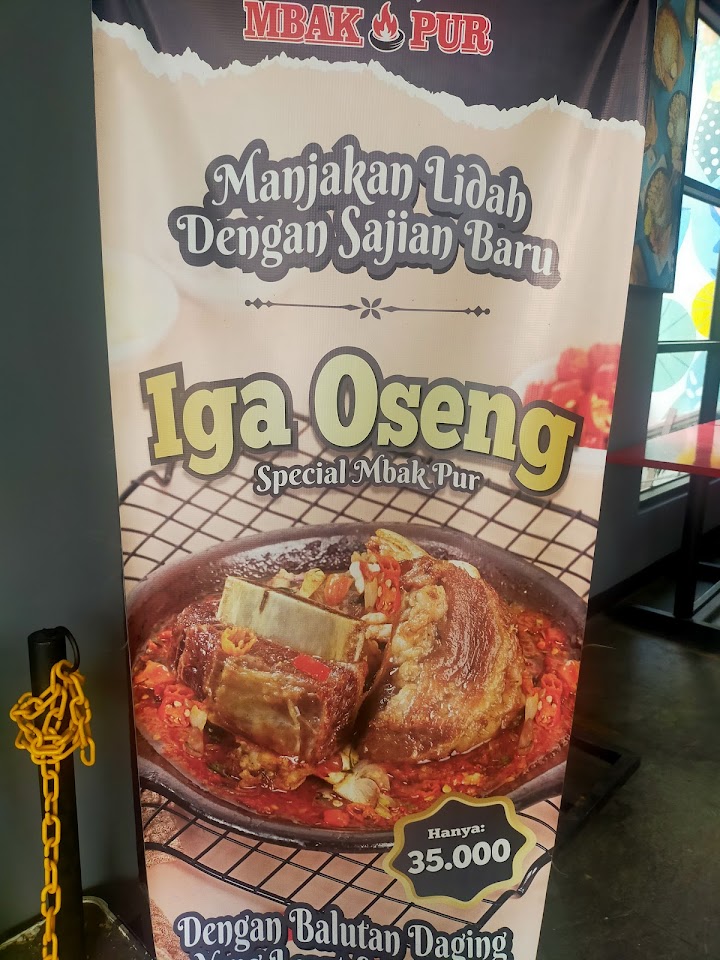 MBAK PUR
Manjakan Lidah
Dengan Sajian Baru
Iga Oseng
Special Mbak Pur
Hanya:
35.000
Dengan Balutan Daging